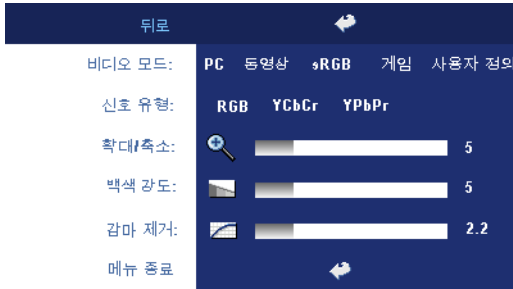 뒤로
비디오 모드: PC 동영상 sRGB 게임 사용자 정의
신호 유형: RGB YCbCr YPbPr
확대/축소: 5
백색 강도: 5
감마 제거: 2.2
메뉴 종료